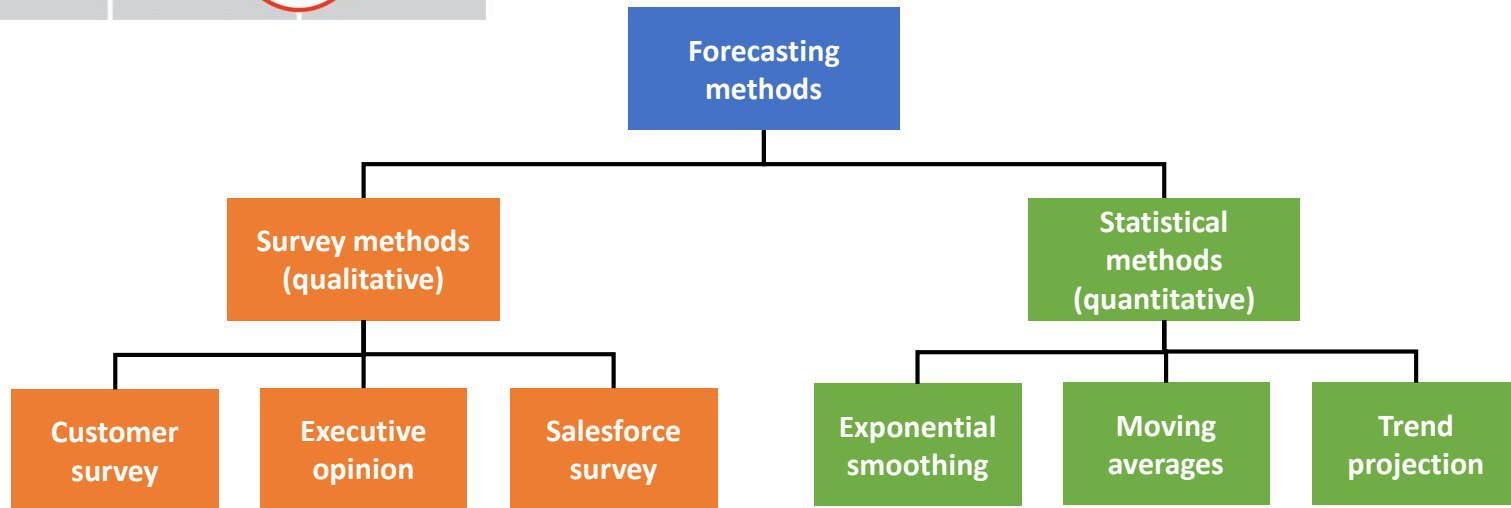 Forecasting
methods
Survey methods
(qualitative)
Statistical
methods
(quantitative)
Customer
survey
Executive
opinion
Salesforce
survey
Exponential
smoothing
Moving
averages
Trend
projection